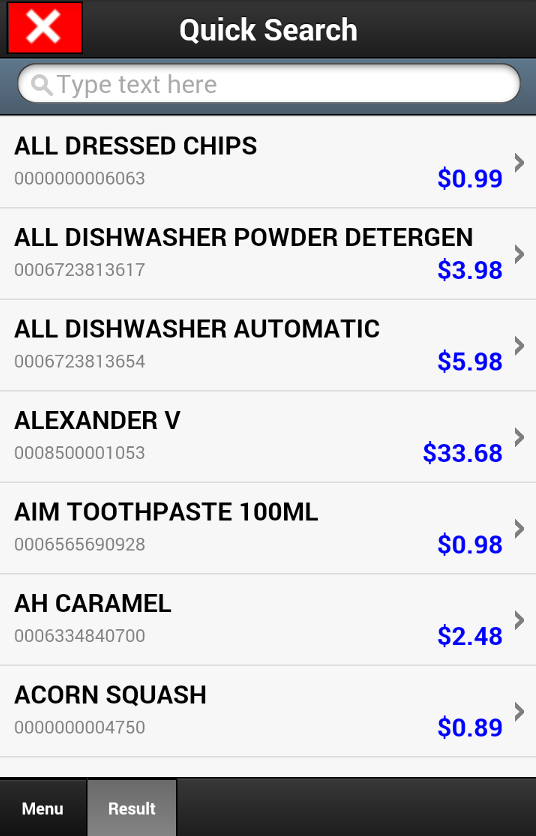 Quick Search
Type text here
ALL DRESSED CHIPS
0000000006063
$0.99
ALL DISHWASHER POWDER DETERGEN
0006723813617
$3.98
ALL DISHWASHER AUTOMATIC
0006723813654
$5.98
ALEXANDER V
0008500001053
$33.68
AIM TOOTHPASTE 100ML
0006565690928
$0.98
AH CARAMEL
0006334840700
$2.48
ACORN SQUASH
0000000004750
$0.89
Menu
Result